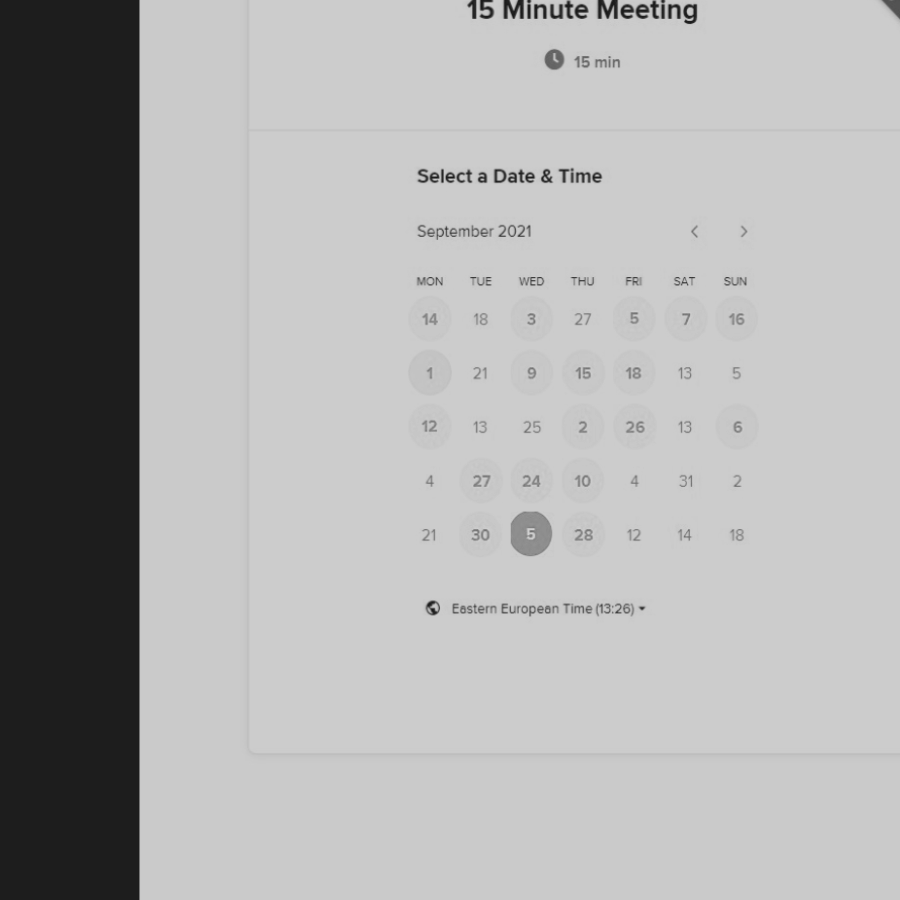 15 Minute Meeting
15 min
Select a Date & Time
September 2021
MON TUE WED THU FRI SAT SUN
14 18 3 27 5 7 16
1 21 9 15 18 13 5
12 13 25 2 26 13 6
4 27 24 10 4 31 2
21 30 5 28 12 14 18
Eastern European Time (13:26)